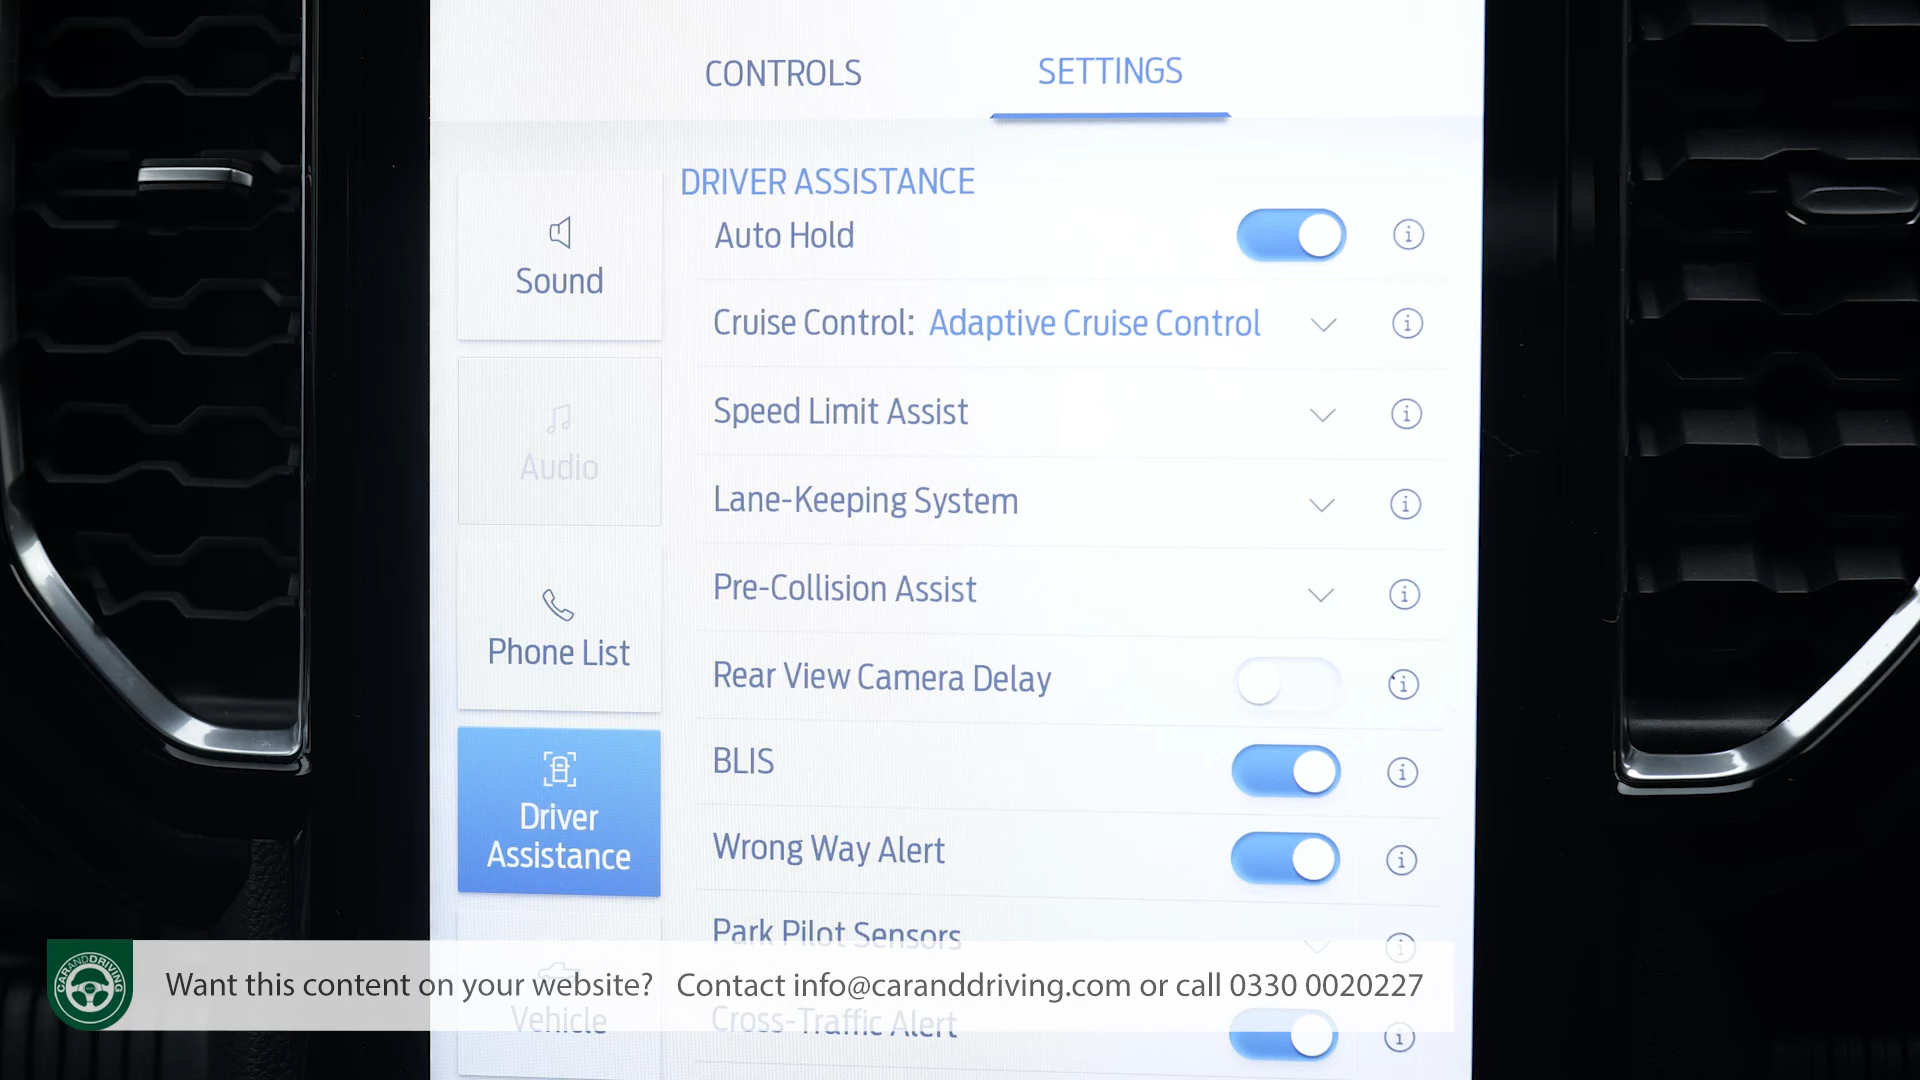 CONTROLS
SETTINGS
DRIVER ASSISTANCE
Sound
Audio
Phone List
Driver
Assistance
Vehicle
Auto Hold
Cruise Control: Adaptive Cruise Control
Speed Limit Assist
Lane-Keeping System
Pre-Collision Assist
Rear View Camera Delay
BLIS
Wrong Way Alert
Park Pilot Sensors
Cross-Traffic Alert
CARANDDRIVING
Want this content on your website? Contact info@caranddriving.com or call 0330 0020227